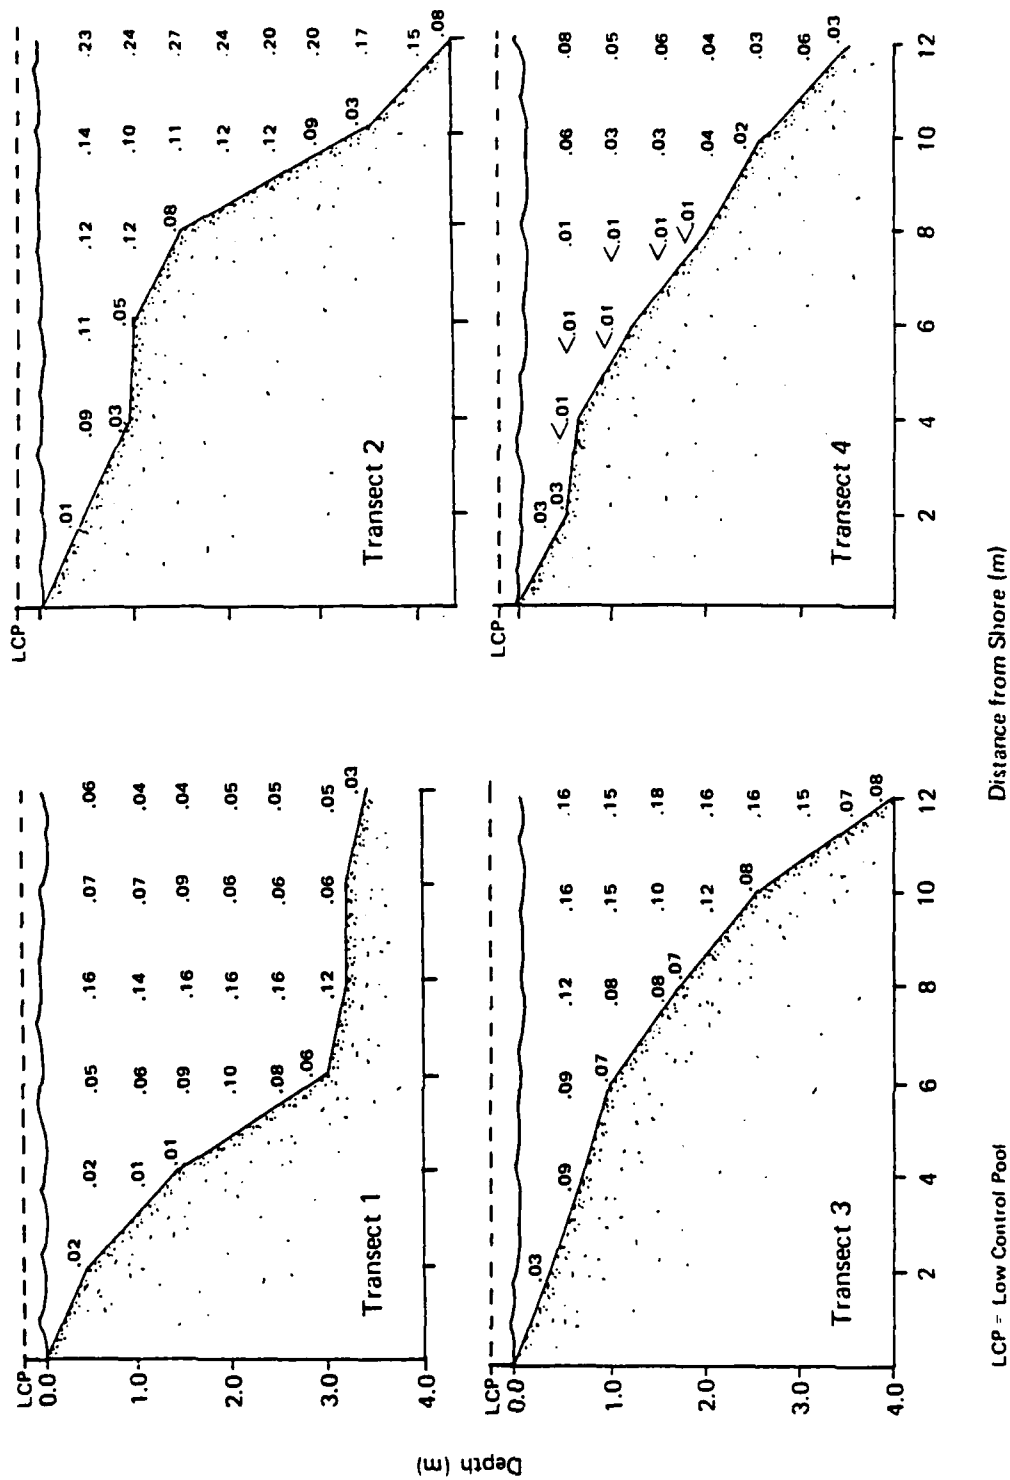 Depth (m)
LCP
0.0
1.0
2.0
3.0
4.0
.02 .02 .05 .16 .07 .06
.01 .06 .14 .07 .04
.01 .09 .16 .09 .04
.10 .16 .06 .05
.08 .16 .06 .05
.06 .12 .06 .05
.03
Transect 1
LCP
.01 .09 .11 .12 .14 .23
.03 .05 .12 .10 .24
.08 .11 .27
.12 .24
.12 .20
.09 .20
.03 .17
.15
.08
Transect 2
LCP
0.0
1.0
2.0
3.0
4.0
.03 .09 .09 .12 .16 .16
.07 .08 .15 .15
.08 .07 .10 .18
.12 .16
.08 .16
.15
.07
.08
Transect 3
2 4 6 8 10 12
LCP
.03 .03 <.01 <.01 .01 .06 .08
<.01 <.01 .03 .05
<.01 .03 .06
<.01 .04 .04
.02 .03
.06
.03
Transect 4
2 4 6 8 10 12
Distance from Shore (m)
LCP = Low Control Pool